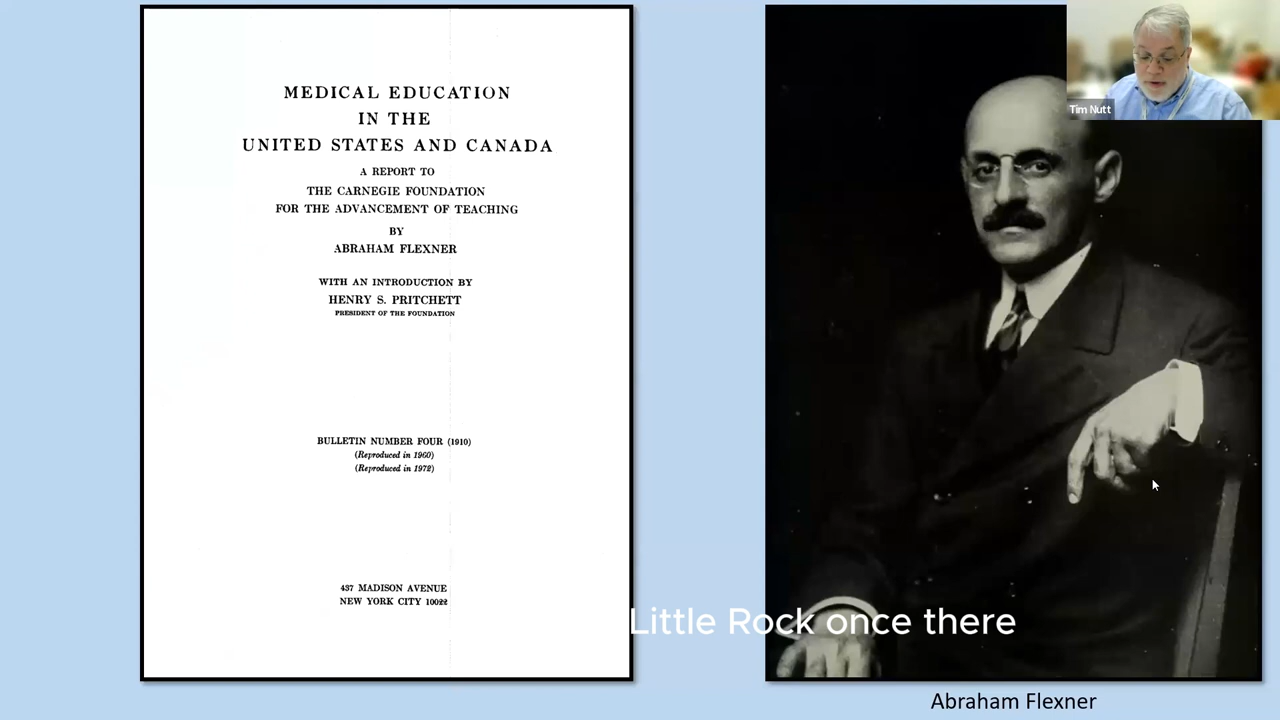 MEDICAL EDUCATION
IN THE
UNITED STATES AND CANADA
A REPORT TO
THE CARNEGIE FOUNDATION
FOR THE ADVANCEMENT OF TEACHING
BY
ABRAHAM FLEXNER
WITH AN INTRODUCTION BY
HENRY S. PRITCHETT
PRESIDENT OF THE FOUNDATION
BULLETIN NUMBER FOUR (1910)
(Reproduced in 1960)
(Reproduced in 1972)
437 MADISON AVENUE
NEW YORK CITY 10022
Tim Nutt
Little Rock once there
Abraham Flexner